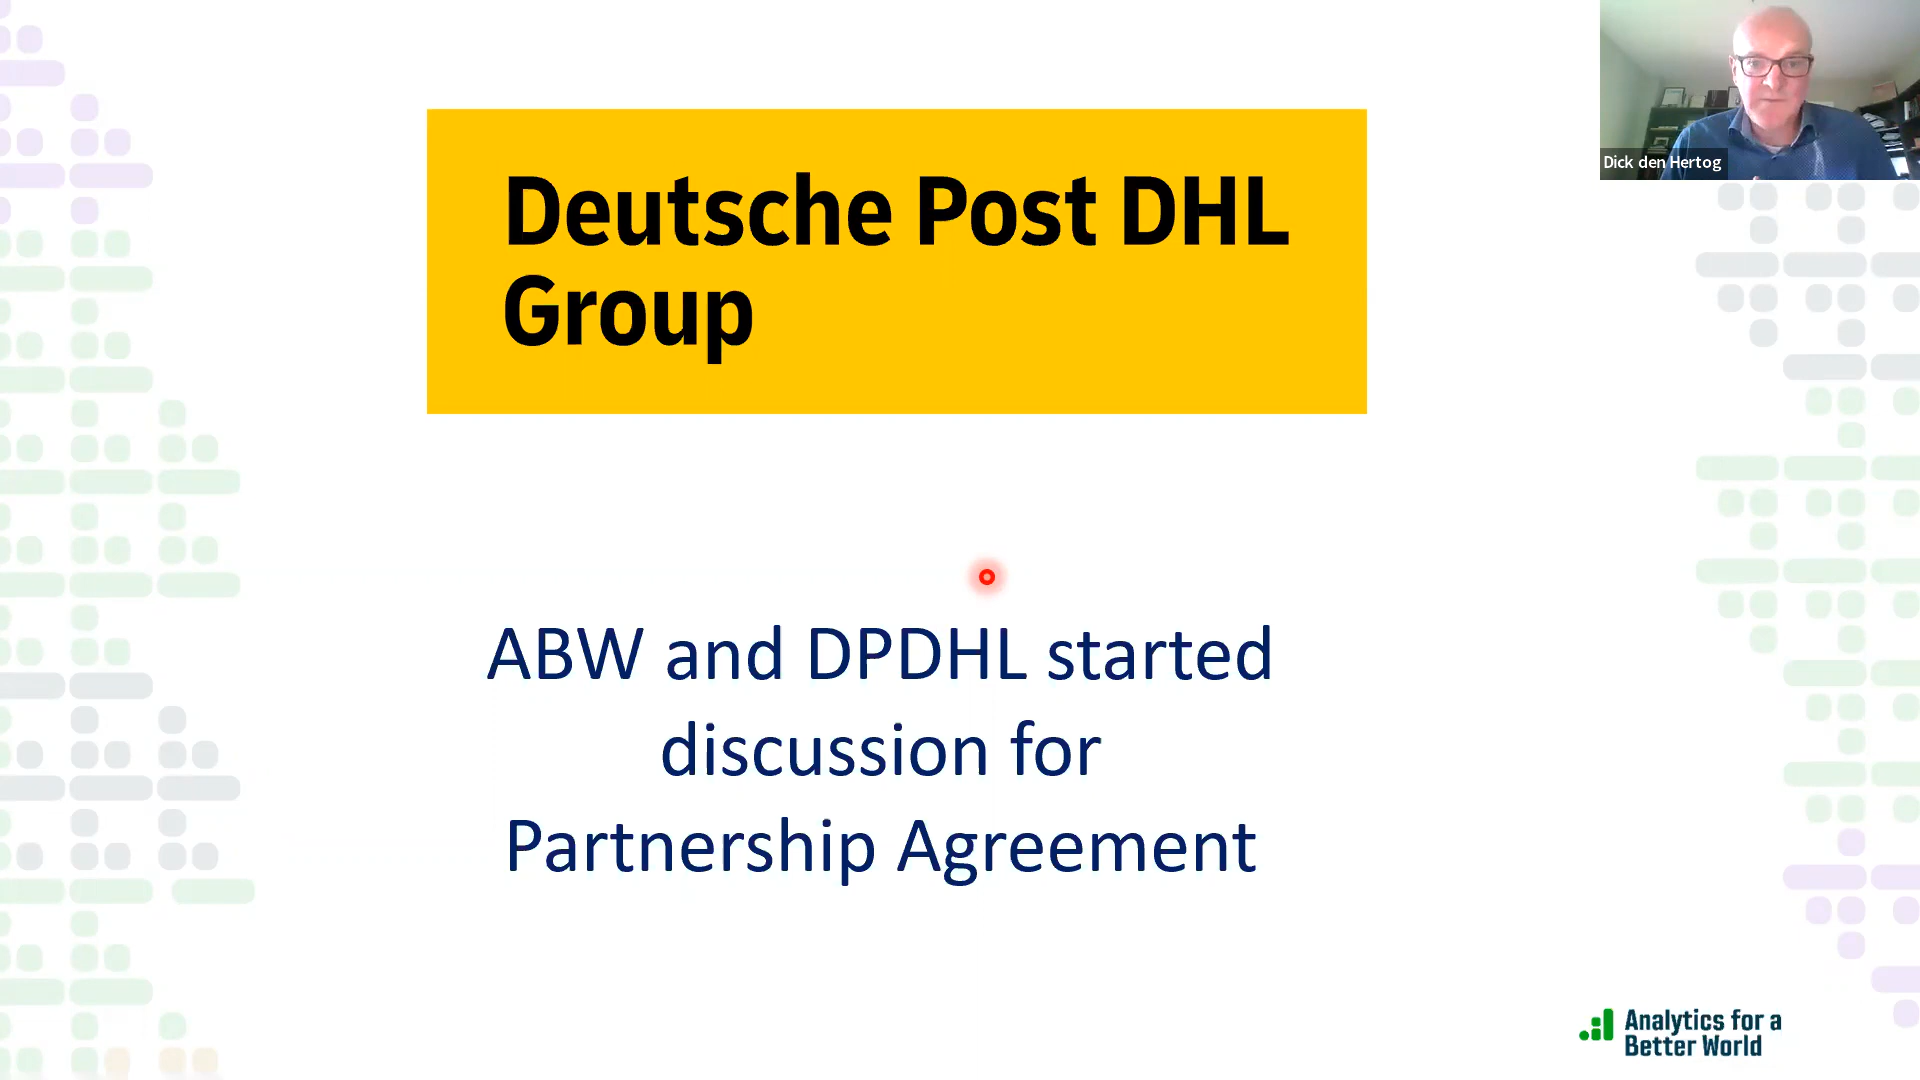 Deutsche Post DHL
Group
Dick den Hertog
ABW and DPDHL started
discussion for
Partnership Agreement
Analytics for a
Better World